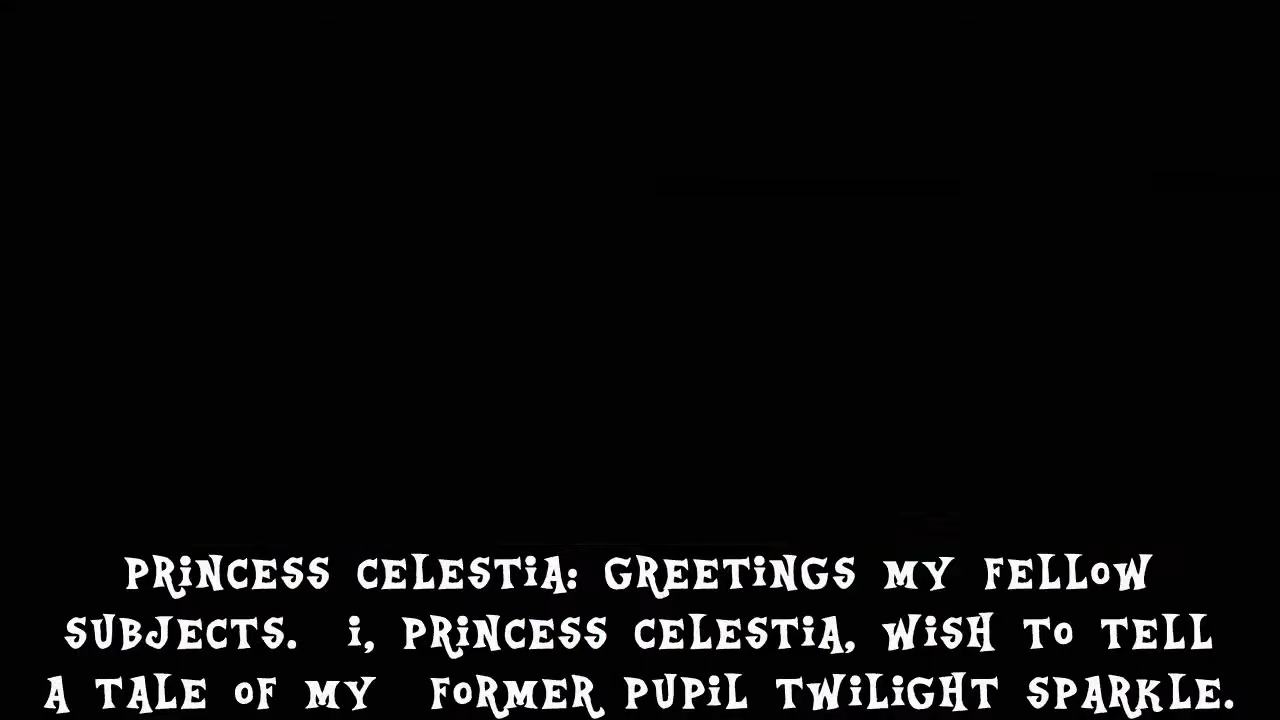 PRiNCESS CELESTiA: GREETiNGS MY FELLOW
SUBJECTS. i, PRiNCESS CELESTiA, WiSH TO TELL
A TALE OF MY FORMER PUPiL TWiLiGHT SPARKLE.